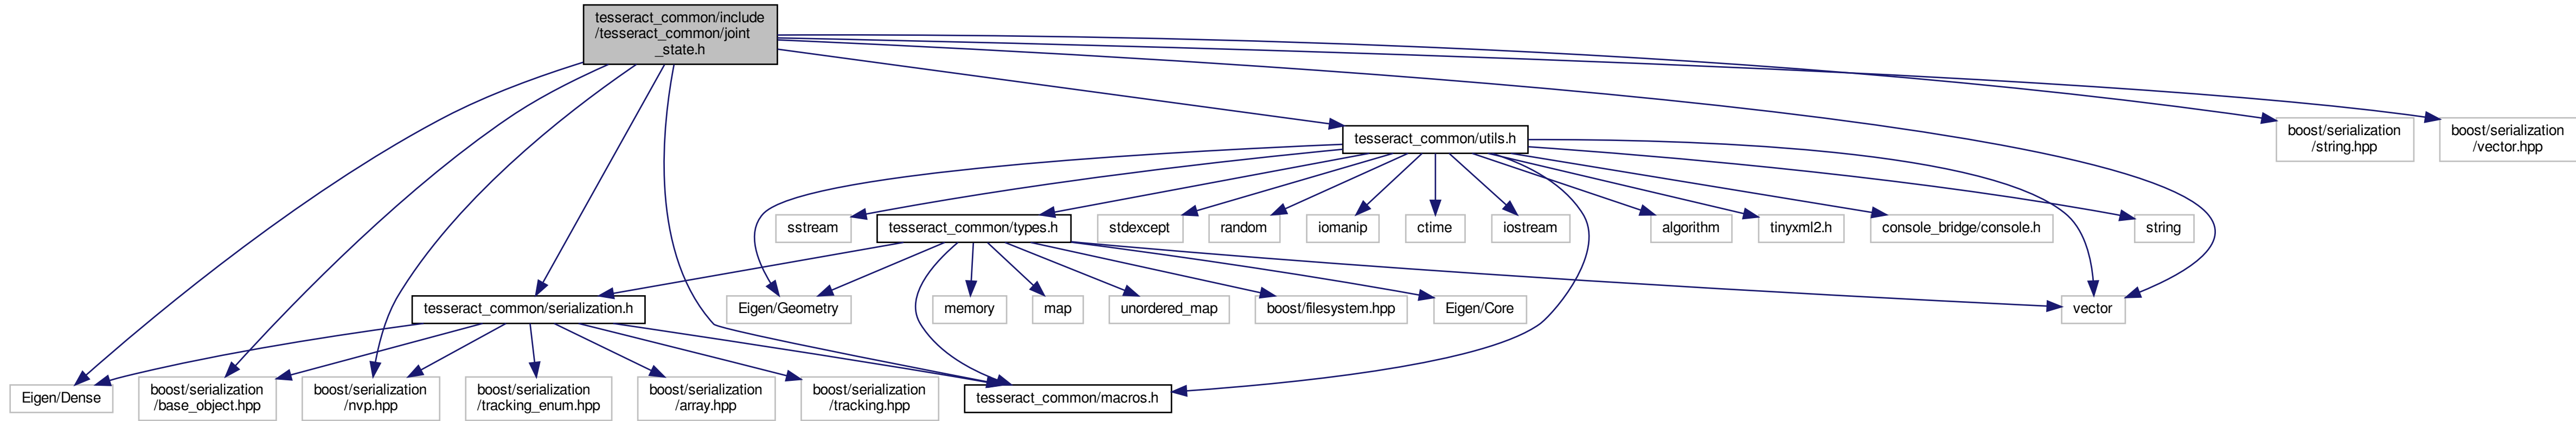 tesseract_common/include
/tesseract_common/joint
_state.h
boost/serialization
/string.hpp
boost/serialization
/vector.hpp
tesseract_common/utils.h
sstream
tesseract_common/types.h
stdexcept
random
iomanip
ctime
iostream
algorithm
tinyxml2.h
console_bridge/console.h
string
tesseract_common/serialization.h
Eigen/Geometry
memory
map
unordered_map
boost/filesystem.hpp
Eigen/Core
vector
Eigen/Dense
boost/serialization
/base_object.hpp
boost/serialization
/nvp.hpp
boost/serialization
/tracking_enum.hpp
boost/serialization
/array.hpp
boost/serialization
/tracking.hpp
tesseract_common/macros.h